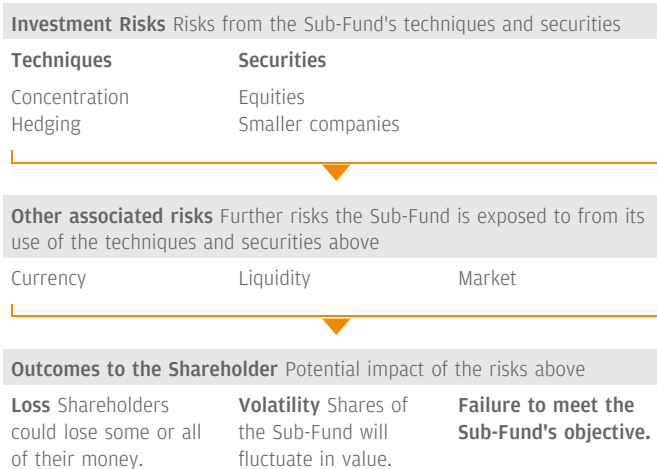 Investment Risks Risks from the Sub-Fund's techniques and securities
Techniques
Securities
Concentration
Equities
Hedging
Smaller companies
Other associated risks Further risks the Sub-Fund is exposed to from its
use of the techniques and securities above
Currency
Liquidity
Market
Outcomes to the Shareholder Potential impact of the risks above
Loss Shareholders
could lose some or all
of their money.
Volatility Shares of
the Sub-Fund will
fluctuate in value.
Failure to meet the
Sub-Fund's objective.